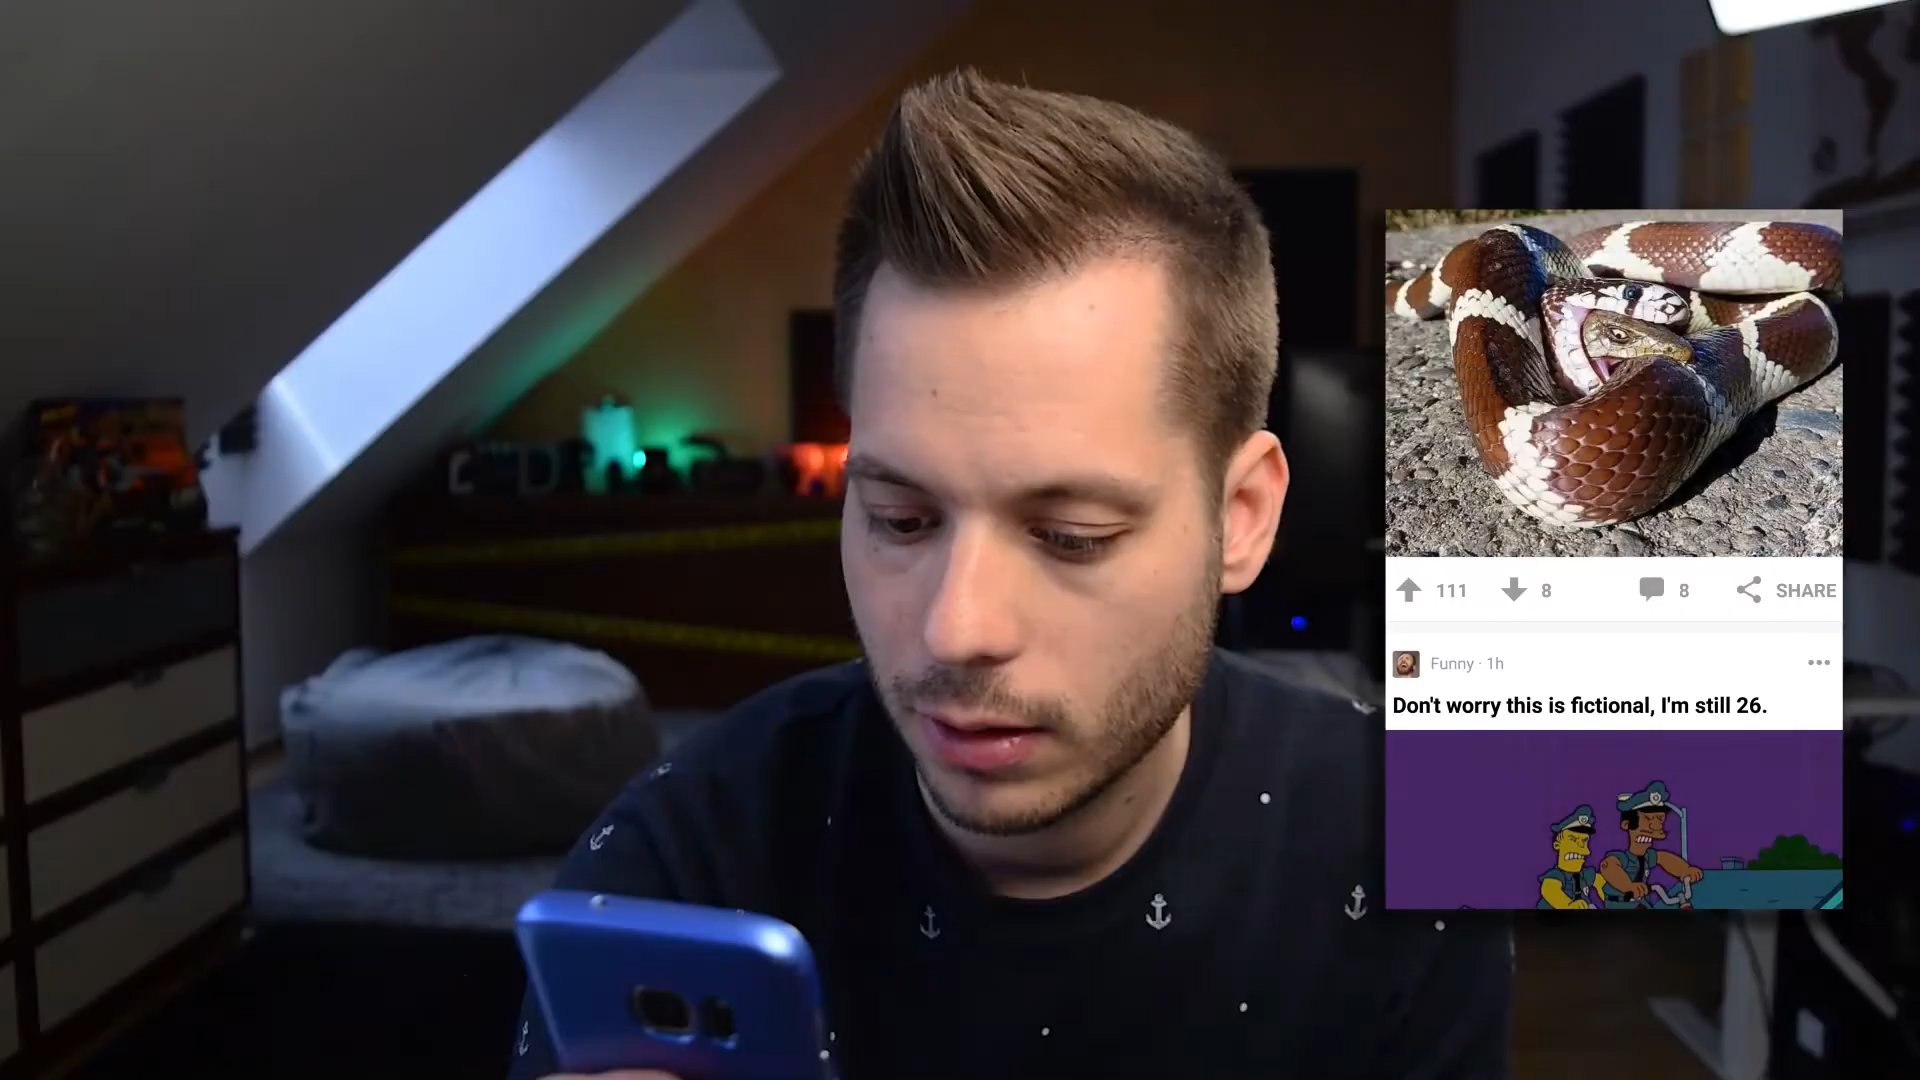 111 8 8 SHARE
Funny · 1h
Don't worry this is fictional, I'm still 26.